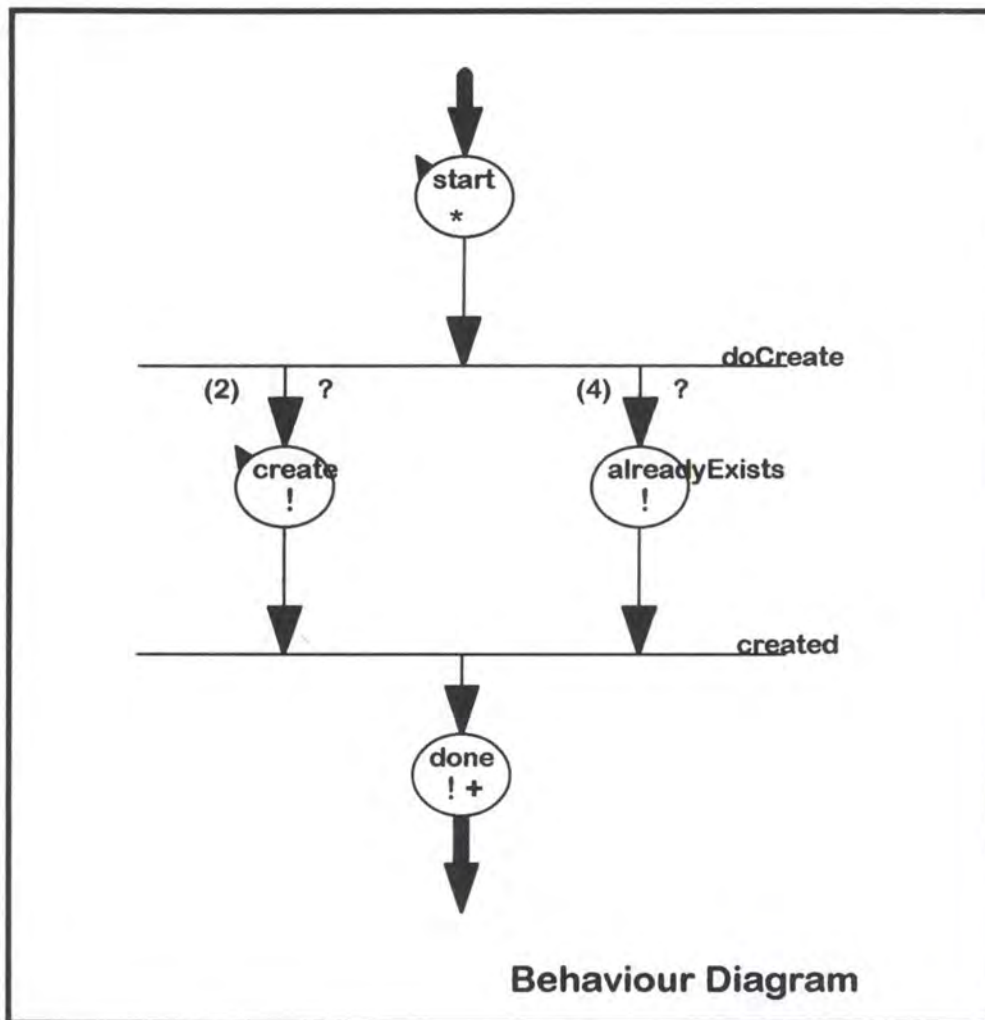 start
*
doCreate
(2) ? (4) ?
create alreadyExists
! !
created
done
! +
Behaviour Diagram